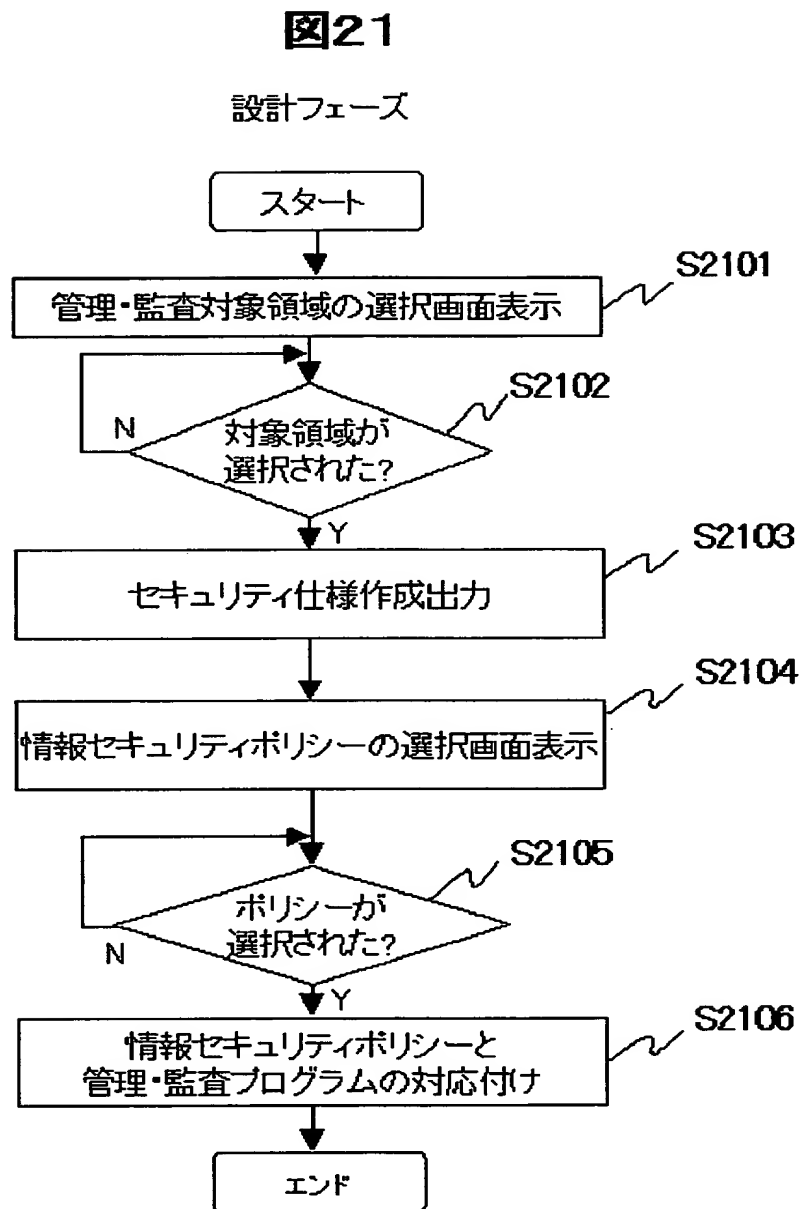 図21
設計フェーズ
スタート
管理・監査対象領域の選択画面表示
S2101
対象領域が
選択された?
S2102
N
Y
セキュリティ仕様作成出力
S2103
情報セキュリティポリシーの選択画面表示
S2104
ポリシーが
選択された?
S2105
N
Y
情報セキュリティポリシーと
管理・監査プログラムの対応付け
S2106
エンド